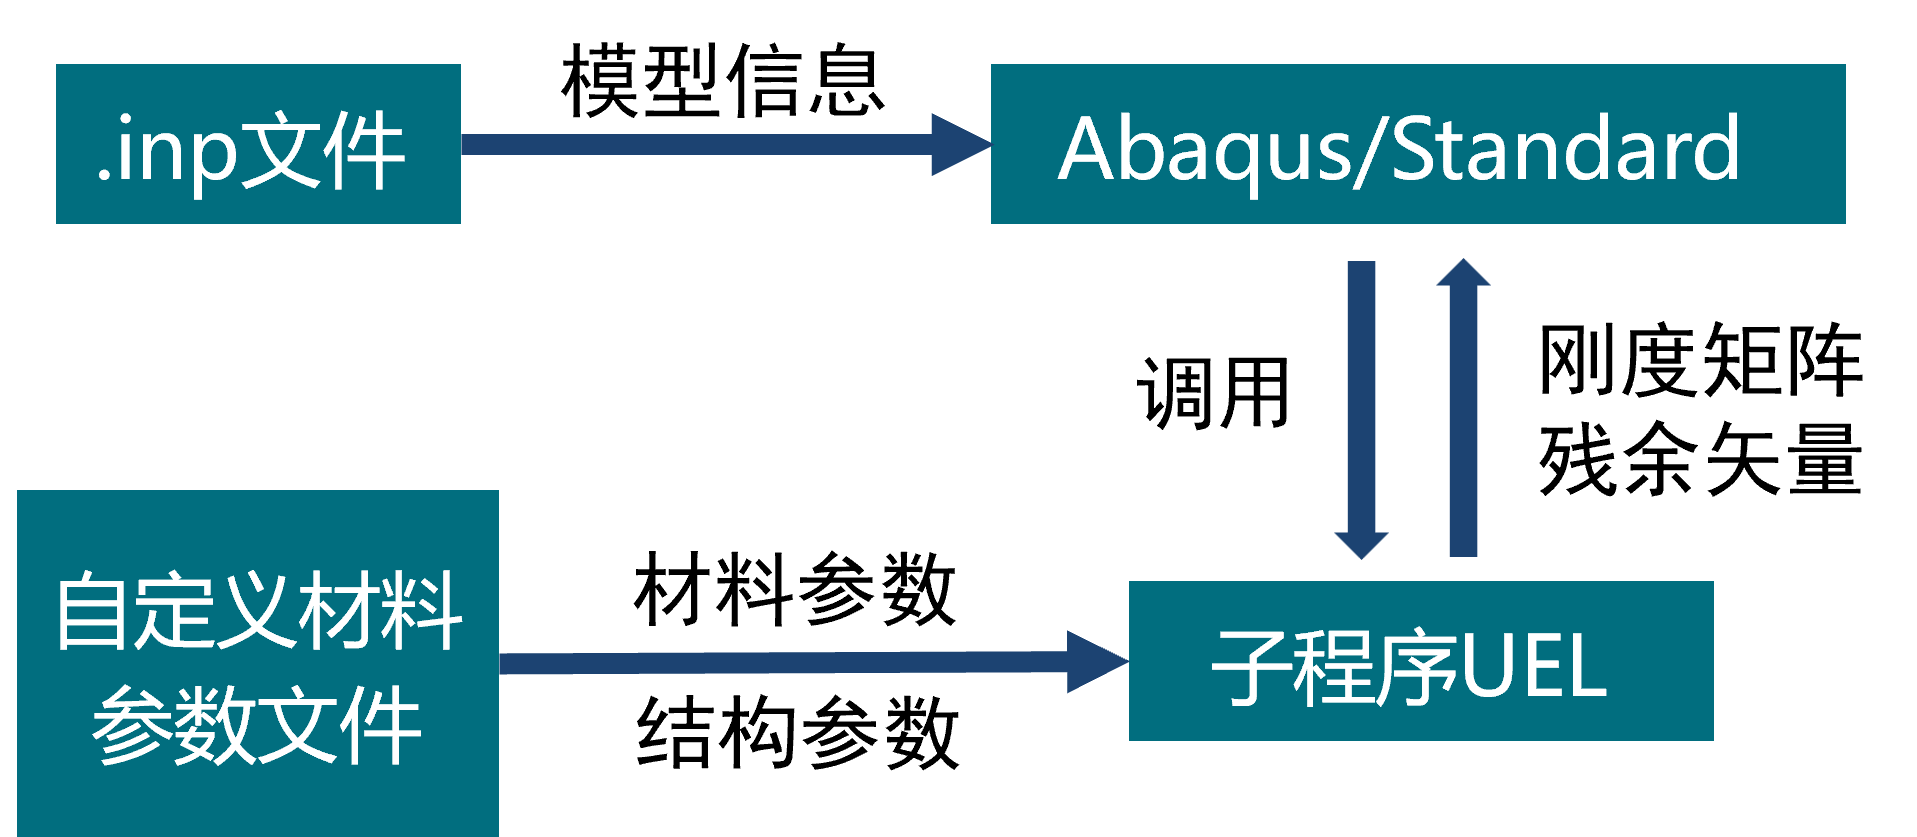 模型信息
.inp文件
Abaqus/Standard
调用
刚度矩阵
残余矢量
自定义材料
参数文件
材料参数
结构参数
子程序UEL